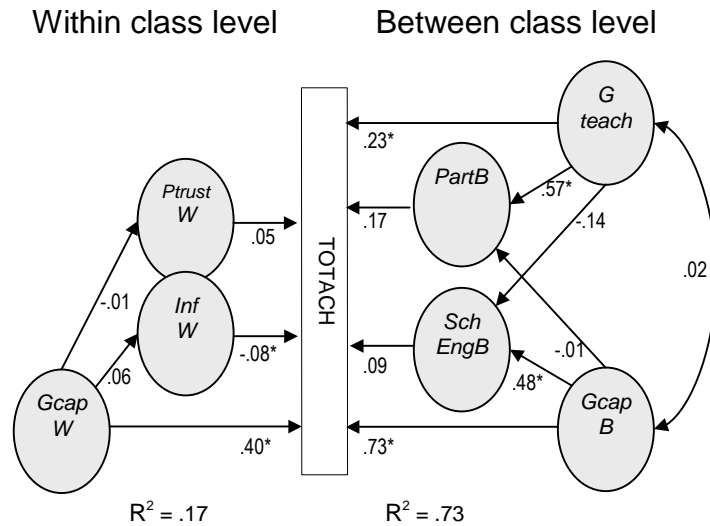 Within class level
Between class level
G
teach
.23*
PartB
.57*
Ptrust
W
.17
-.14
.05
TOTACH
.02
-.01
Inf
W
Sch
EngB
-.01
-.08*
.09
.06
.48*
Gcap
W
Gcap
B
.40*
.73*
R² = .17
R² = .73